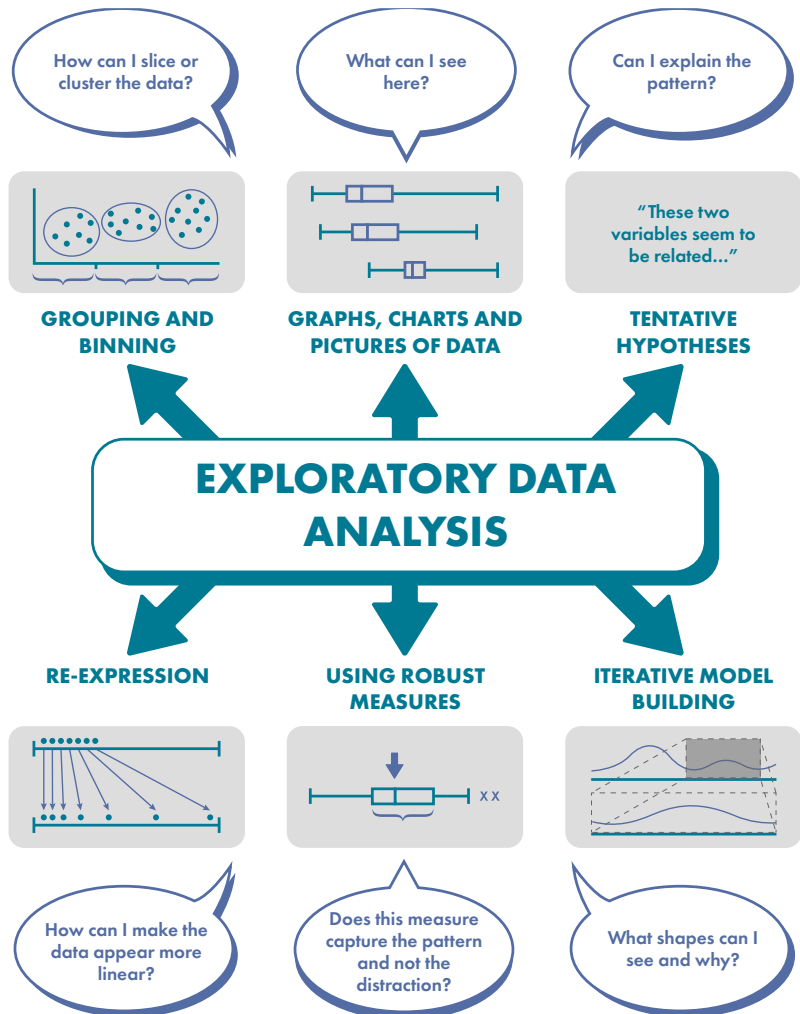 How can I slice or
cluster the data?
What can I see
here?
Can I explain the
pattern?
“These two
variables seem to
be related...”
GROUPING AND
BINNING
GRAPHS, CHARTS AND
PICTURES OF DATA
TENTATIVE
HYPOTHESES
EXPLORATORY DATA
ANALYSIS
RE-EXPRESSION
USING ROBUST
MEASURES
ITERATIVE MODEL
BUILDING
X X
How can I make the
data appear more
linear?
Does this measure
capture the pattern
and not the
distraction?
What shapes can I
see and why?